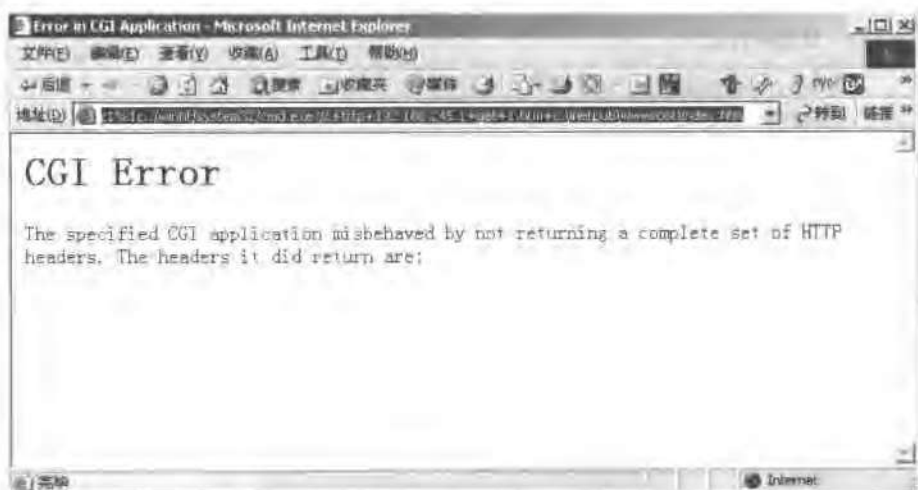 Error in CGI Application - Microsoft Internet Explorer
文件(F) 编辑(E) 查看(V) 收藏(A) 工具(T) 帮助(H)
后退 搜索 收藏夹 媒体
地址(D) 转到 链接
CGI Error
The specified CGI application misbehaved by not returning a complete set of HTTP
headers. The headers it did return are:
完毕 Internet